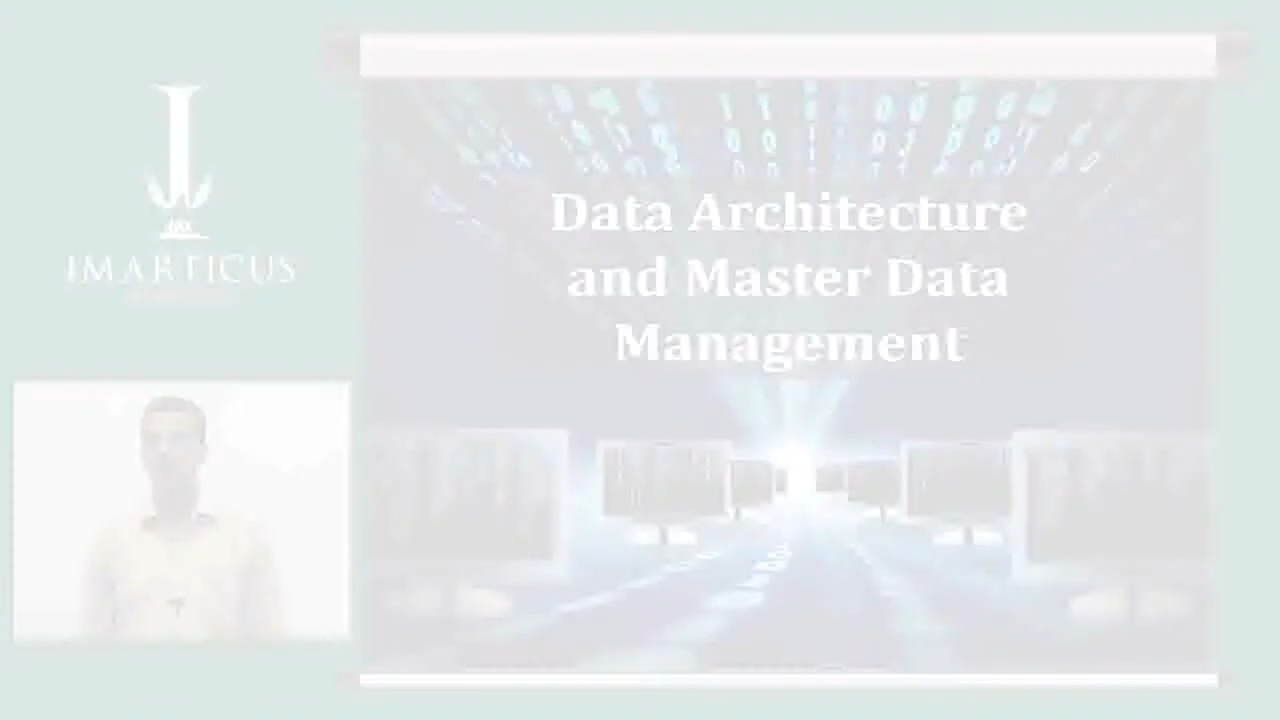 IMARTICUS
Data Architecture
and Master Data
Management